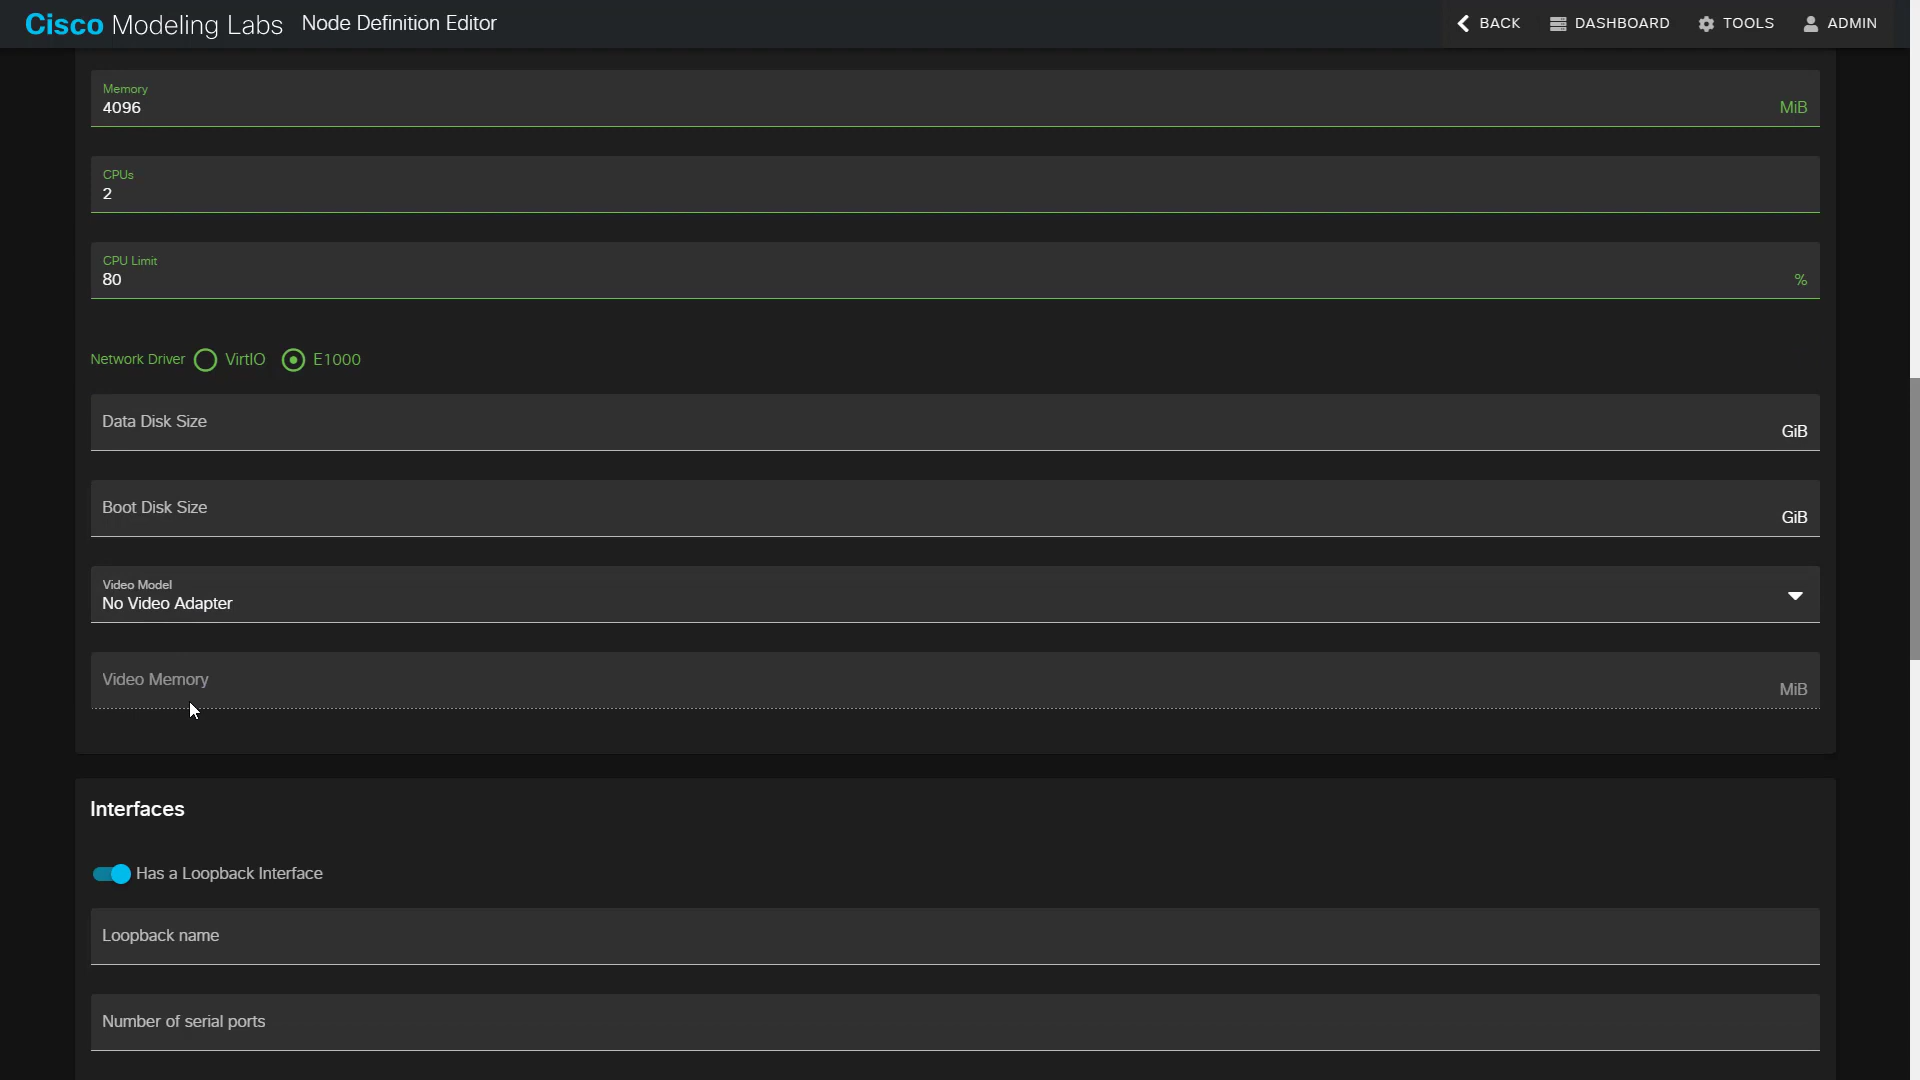 Cisco Modeling Labs Node Definition Editor BACK DASHBOARD TOOLS ADMIN
Memory
4096 MiB
CPUs
2
CPU Limit
80 %
Network Driver VirtIO E1000
Data Disk Size GiB
Boot Disk Size GiB
Video Model
No Video Adapter
Video Memory MiB
Interfaces
Has a Loopback Interface
Loopback name
Number of serial ports